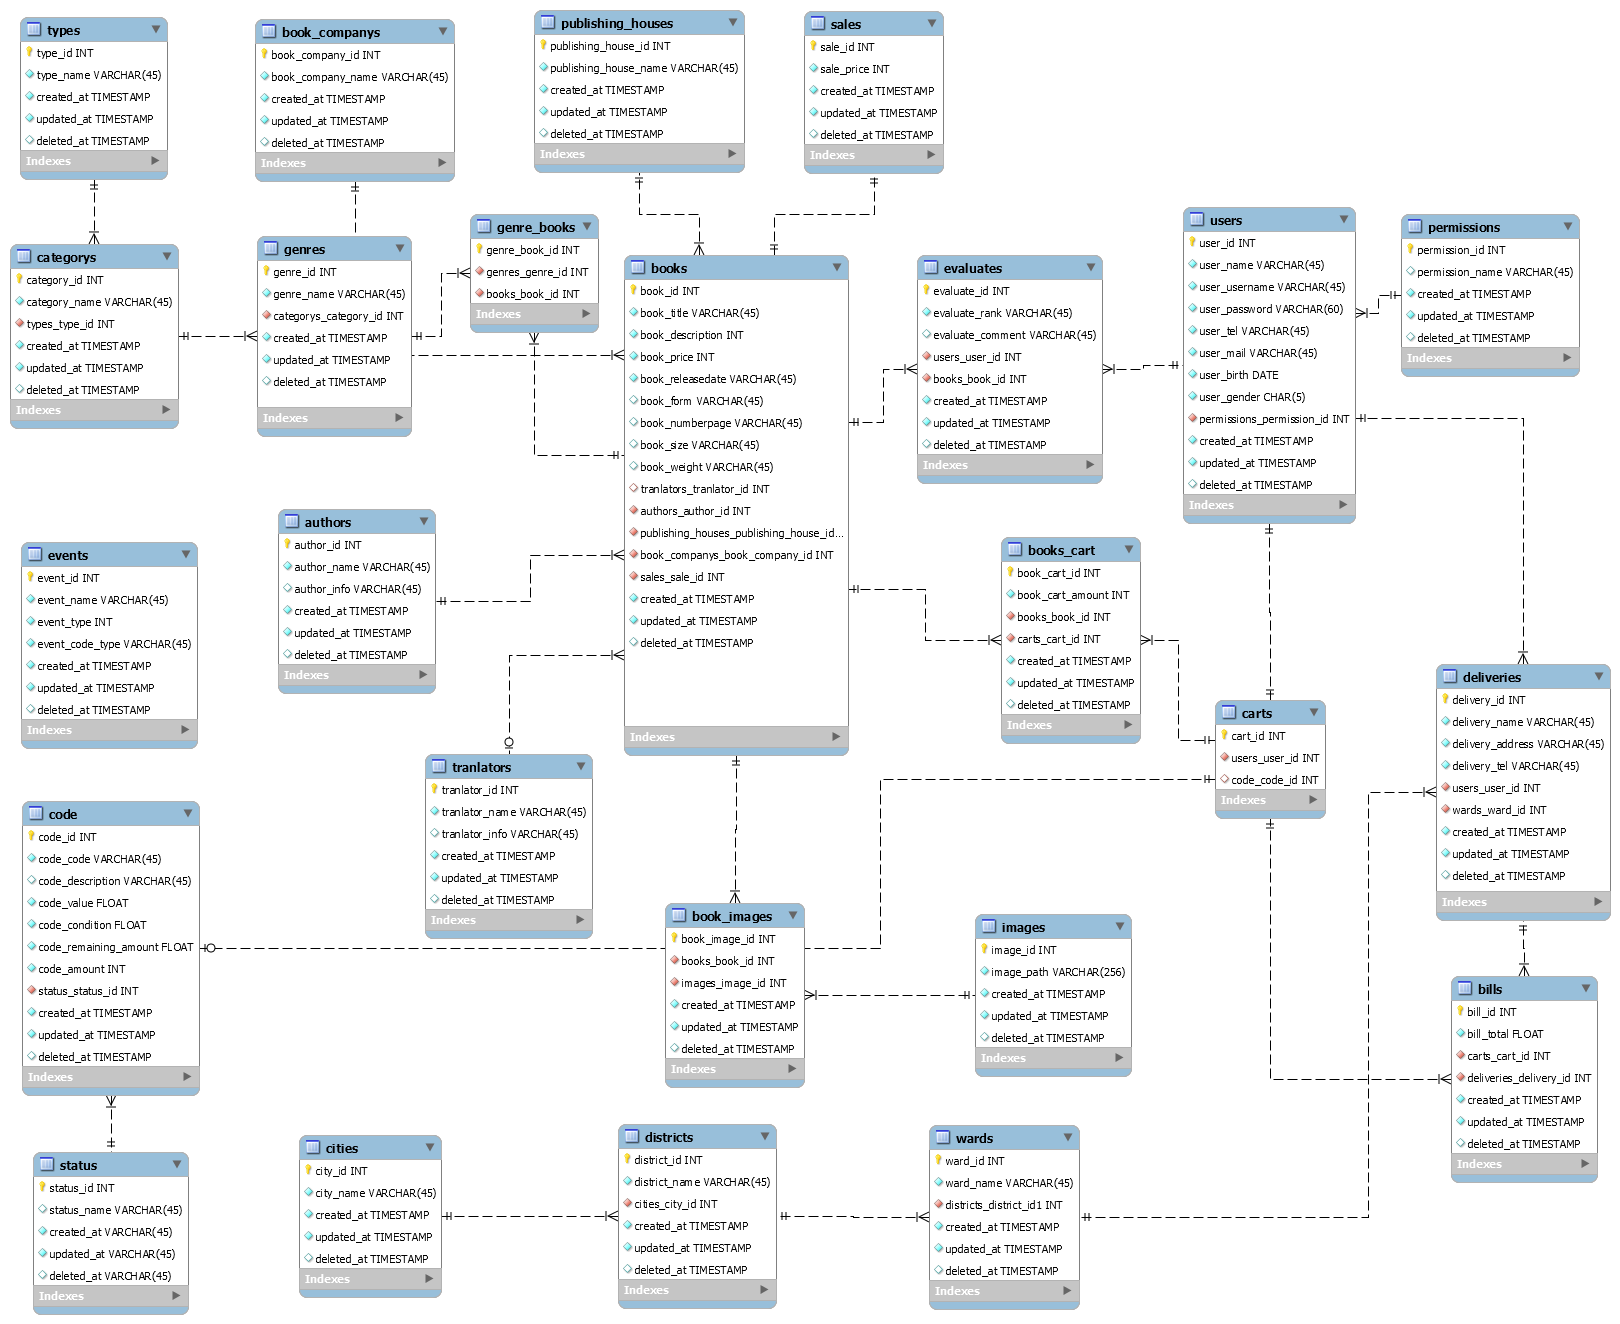 types
type_id INT
type_name VARCHAR(45)
created_at TIMESTAMP
updated_at TIMESTAMP
deleted_at TIMESTAMP
Indexes
book_companys
book_company_id INT
book_company_name VARCHAR(45)
created_at TIMESTAMP
updated_at TIMESTAMP
deleted_at TIMESTAMP
Indexes
publishing_houses
publishing_house_id INT
publishing_house_name VARCHAR(45)
created_at TIMESTAMP
updated_at TIMESTAMP
deleted_at TIMESTAMP
Indexes
sales
sale_id INT
sale_price INT
created_at TIMESTAMP
updated_at TIMESTAMP
deleted_at TIMESTAMP
Indexes
categorys
category_id INT
category_name VARCHAR(45)
types_type_id INT
created_at TIMESTAMP
updated_at TIMESTAMP
deleted_at TIMESTAMP
Indexes
genres
genre_id INT
genre_name VARCHAR(45)
categorys_category_id INT
created_at TIMESTAMP
updated_at TIMESTAMP
deleted_at TIMESTAMP
Indexes
genre_books
genre_book_id INT
genres_genre_id INT
books_book_id INT
Indexes
books
book_id INT
book_title VARCHAR(45)
book_description INT
book_price INT
book_releasedate VARCHAR(45)
book_form VARCHAR(45)
book_numberpage VARCHAR(45)
book_size VARCHAR(45)
book_weight VARCHAR(45)
tranlators_tranlator_id INT
authors_author_id INT
publishing_houses_publishing_house_id...
book_companys_book_company_id INT
sales_sale_id INT
created_at TIMESTAMP
updated_at TIMESTAMP
deleted_at TIMESTAMP
Indexes
evaluates
evaluate_id INT
evaluate_rank VARCHAR(45)
evaluate_comment VARCHAR(45)
users_user_id INT
books_book_id INT
created_at TIMESTAMP
updated_at TIMESTAMP
deleted_at TIMESTAMP
Indexes
users
user_id INT
user_name VARCHAR(45)
user_username VARCHAR(45)
user_password VARCHAR(60)
user_tel VARCHAR(45)
user_mail VARCHAR(45)
user_birth DATE
user_gender CHAR(5)
permissions_permission_id INT
created_at TIMESTAMP
updated_at TIMESTAMP
deleted_at TIMESTAMP
Indexes
permissions
permission_id INT
permission_name VARCHAR(45)
created_at TIMESTAMP
updated_at TIMESTAMP
deleted_at TIMESTAMP
Indexes
events
event_id INT
event_name VARCHAR(45)
event_type INT
event_code_type VARCHAR(45)
created_at TIMESTAMP
updated_at TIMESTAMP
deleted_at TIMESTAMP
Indexes
authors
author_id INT
author_name VARCHAR(45)
author_info VARCHAR(45)
created_at TIMESTAMP
updated_at TIMESTAMP
deleted_at TIMESTAMP
Indexes
books_cart
book_cart_id INT
book_cart_amount INT
books_book_id INT
carts_cart_id INT
created_at TIMESTAMP
updated_at TIMESTAMP
deleted_at TIMESTAMP
Indexes
carts
cart_id INT
users_user_id INT
code_code_id INT
Indexes
deliveries
delivery_id INT
delivery_name VARCHAR(45)
delivery_address VARCHAR(45)
delivery_tel VARCHAR(45)
users_user_id INT
wards_ward_id INT
created_at TIMESTAMP
updated_at TIMESTAMP
deleted_at TIMESTAMP
Indexes
code
code_id INT
code_code VARCHAR(45)
code_description VARCHAR(45)
code_value FLOAT
code_condition FLOAT
code_remaining_amount FLOAT
code_amount INT
status_status_id INT
created_at TIMESTAMP
updated_at TIMESTAMP
deleted_at TIMESTAMP
Indexes
tranlators
tranlator_id INT
tranlator_name VARCHAR(45)
tranlator_info VARCHAR(45)
created_at TIMESTAMP
updated_at TIMESTAMP
deleted_at TIMESTAMP
Indexes
book_images
book_image_id INT
books_book_id INT
images_image_id INT
created_at TIMESTAMP
updated_at TIMESTAMP
deleted_at TIMESTAMP
Indexes
images
image_id INT
image_path VARCHAR(256)
created_at TIMESTAMP
updated_at TIMESTAMP
deleted_at TIMESTAMP
Indexes
bills
bill_id INT
bill_total FLOAT
carts_cart_id INT
deliveries_delivery_id INT
created_at TIMESTAMP
updated_at TIMESTAMP
deleted_at TIMESTAMP
Indexes
status
status_id INT
status_name VARCHAR(45)
created_at VARCHAR(45)
updated_at VARCHAR(45)
deleted_at VARCHAR(45)
Indexes
cities
city_id INT
city_name VARCHAR(45)
created_at TIMESTAMP
updated_at TIMESTAMP
deleted_at TIMESTAMP
Indexes
districts
district_id INT
district_name VARCHAR(45)
cities_city_id INT
created_at TIMESTAMP
updated_at TIMESTAMP
deleted_at TIMESTAMP
Indexes
wards
ward_id INT
ward_name VARCHAR(45)
districts_district_id1 INT
created_at TIMESTAMP
updated_at TIMESTAMP
deleted_at TIMESTAMP
Indexes